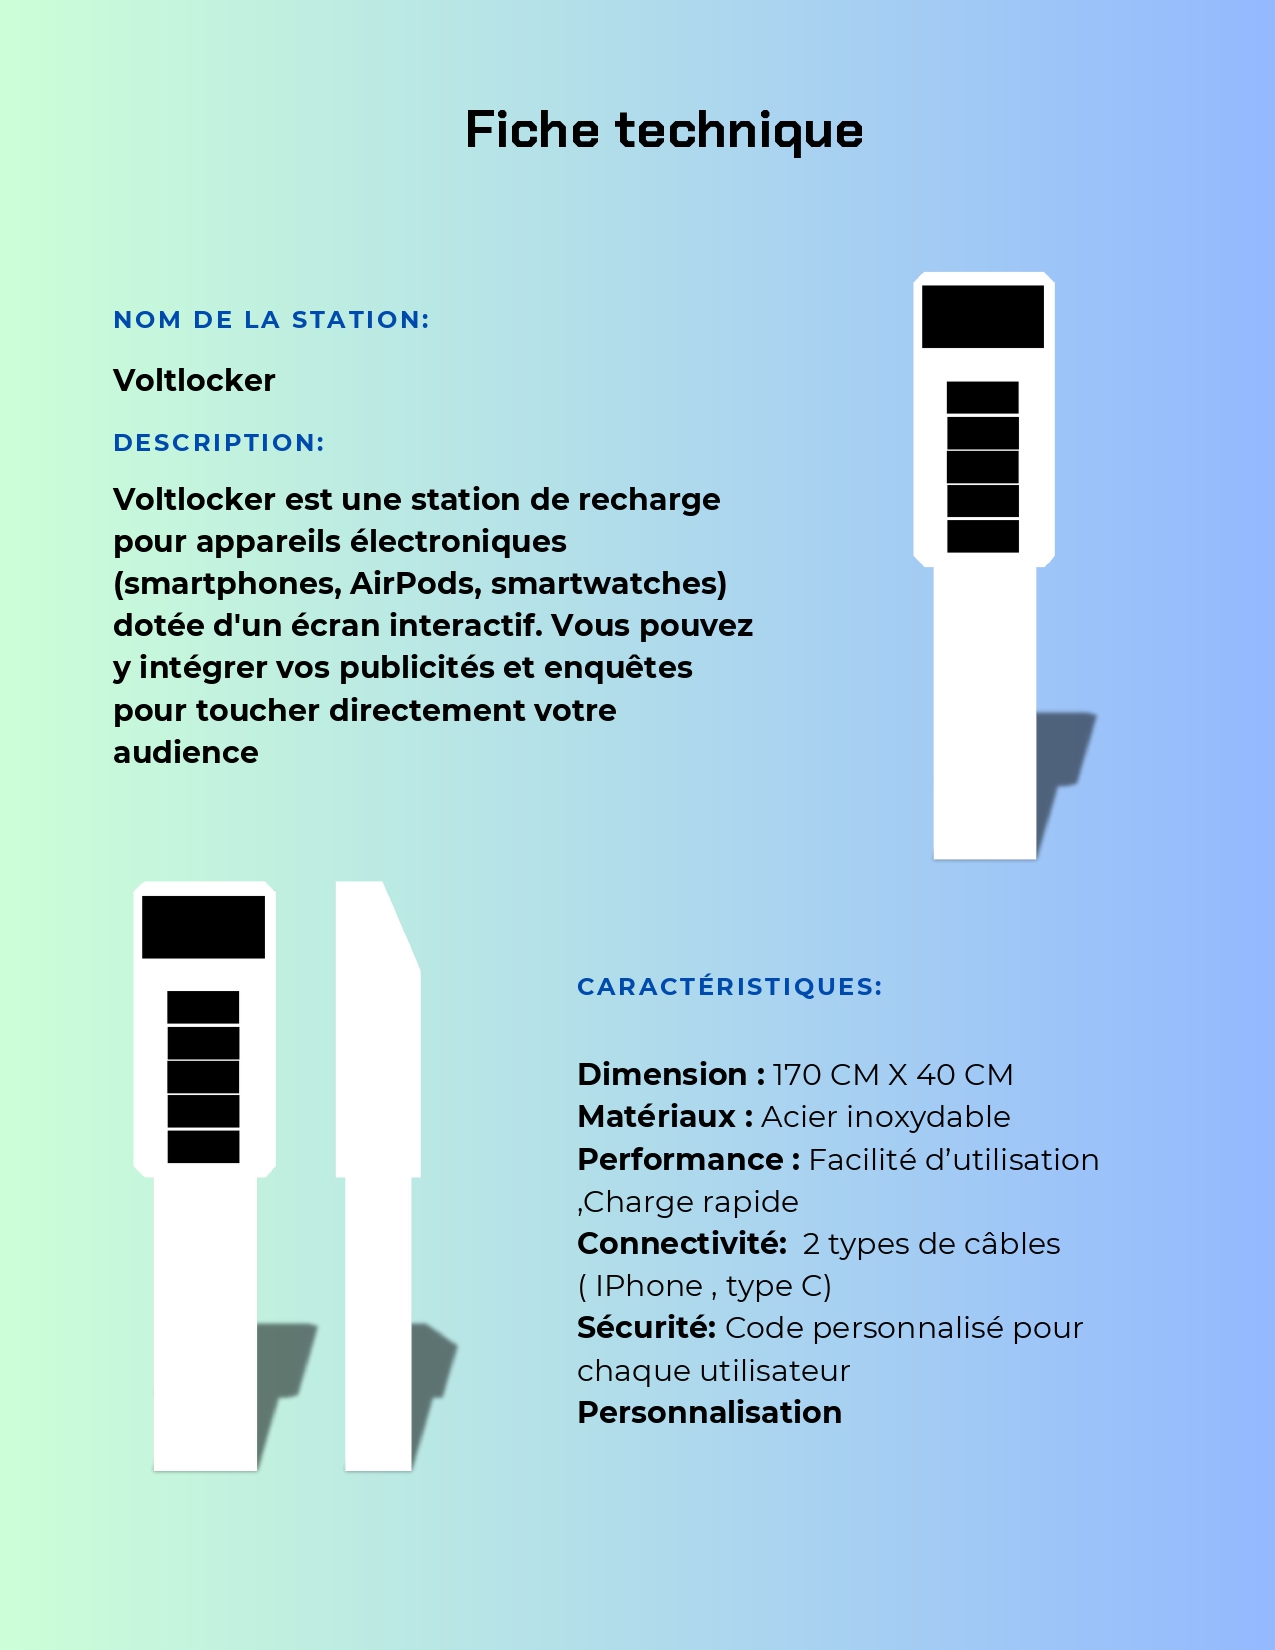 Fiche technique
NOM DE LA STATION:
Voltlocker
DESCRIPTION:
Voltlocker est une station de recharge
pour appareils électroniques
(smartphones, AirPods, smartwatches)
dotée d'un écran interactif. Vous pouvez
y intégrer vos publicités et enquêtes
pour toucher directement votre
audience
CARACTÉRISTIQUES:
Dimension : 170 CM X 40 CM
Matériaux : Acier inoxydable
Performance : Facilité d’utilisation
,Charge rapide
Connectivité:  2 types de câbles
( IPhone , type C)
Sécurité: Code personnalisé pour
chaque utilisateur
Personnalisation